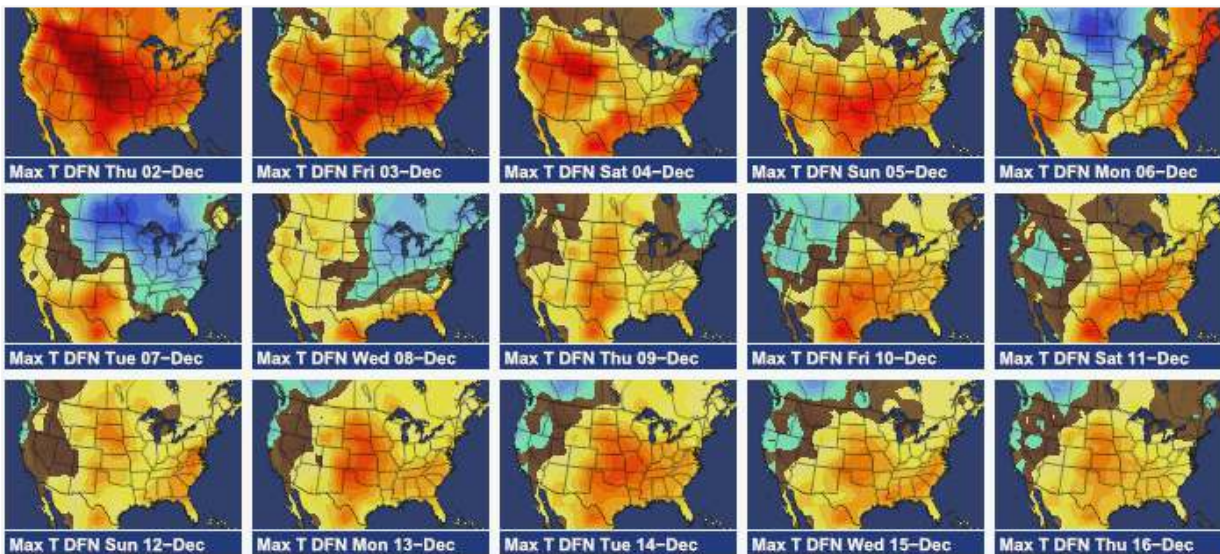 Max T DFN Thu 02-Dec
Max T DFN Fri 03-Dec
Max T DFN Sat 04-Dec
Max T DFN Sun 05-Dec
Max T DFN Mon 06-Dec
Max T DFN Tue 07-Dec
Max T DFN Wed 08-Dec
Max T DFN Thu 09-Dec
Max T DFN Fri 10-Dec
Max T DFN Sat 11-Dec
Max T DFN Sun 12-Dec
Max T DFN Mon 13-Dec
Max T DFN Tue 14-Dec
Max T DFN Wed 15-Dec
Max T DFN Thu 16-Dec